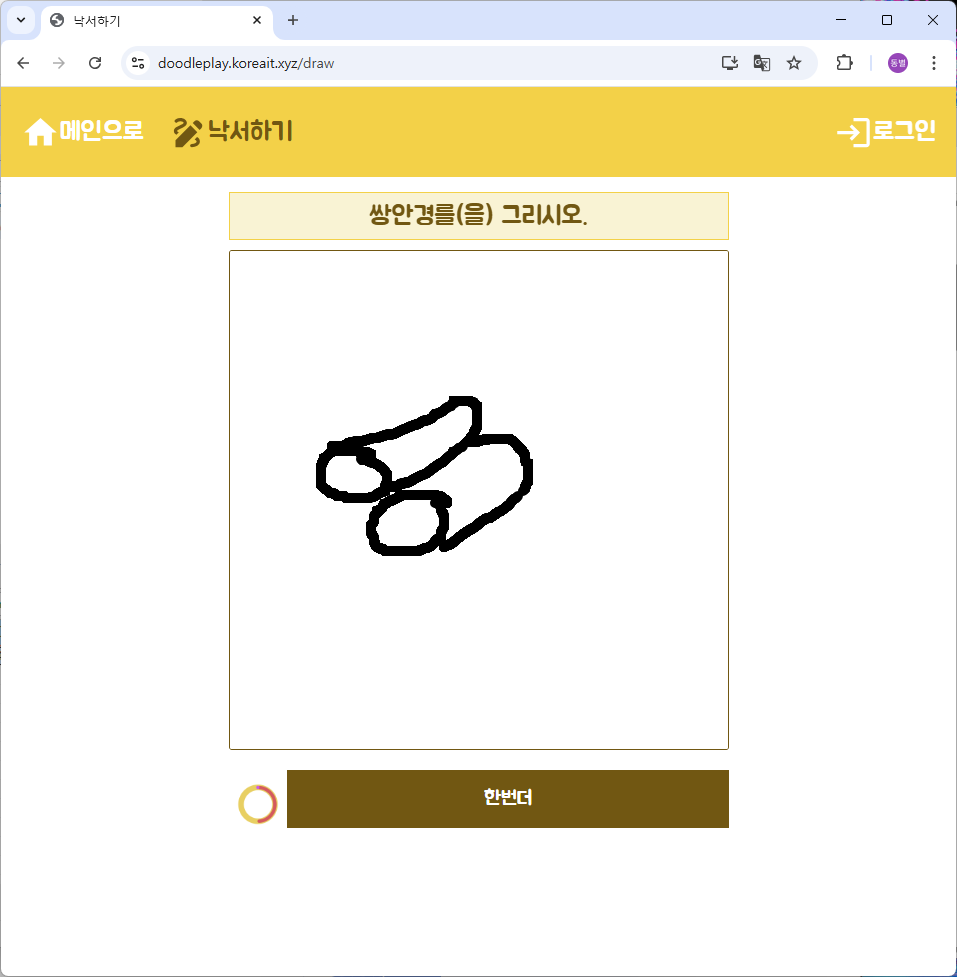 낙서하기
doodleplay.koreait.xyz/draw
동벌
메인으로 낙서하기 로그인
쌍안경를(을) 그리시오.
한번더